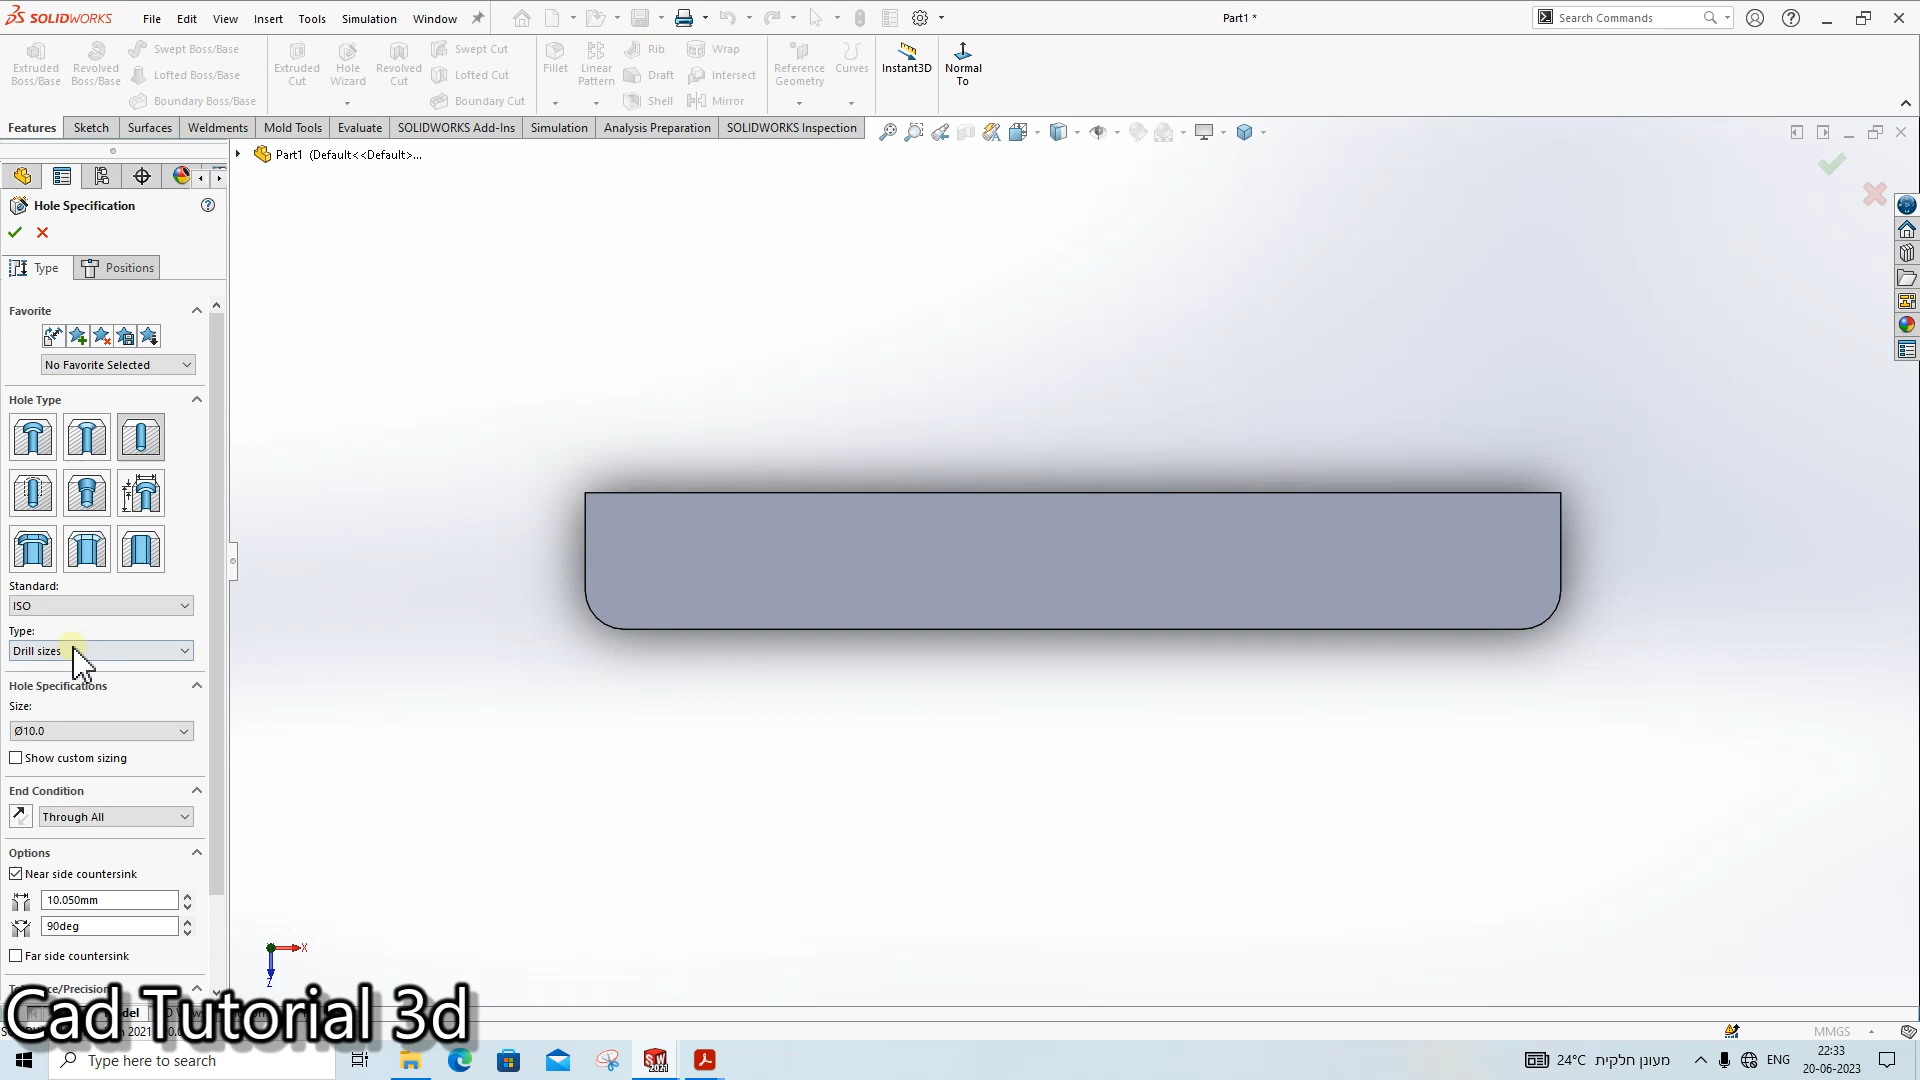 SOLIDWORKS File Edit View Insert Tools Simulation Window Part1 * Search Commands
Extruded Boss/Base
Revolved Boss/Base
Swept Boss/Base
Lofted Boss/Base
Boundary Boss/Base
Extruded Cut
Hole Wizard
Revolved Cut
Swept Cut
Lofted Cut
Boundary Cut
Fillet
Linear Pattern
Rib
Draft
Shell
Wrap
Intersect
Mirror
Reference Geometry
Curves
Instant3D
Normal To
Features Sketch Surfaces Weldments Mold Tools Evaluate SOLIDWORKS Add-Ins Simulation Analysis Preparation SOLIDWORKS Inspection
Part1 (Default<<Default>...
Hole Specification
Type Positions
Favorite
No Favorite Selected
Hole Type
Standard:
ISO
Type:
Drill sizes
Hole Specifications
Size:
Ø10.0
Show custom sizing
End Condition
Through All
Options
Near side countersink
10.050mm
90deg
Far side countersink
X
Z
Cad Tutorial 3d
MMGS
Type here to search
SW
2021
24°C מעונן חלקית
ENG
22:33
20-06-2023